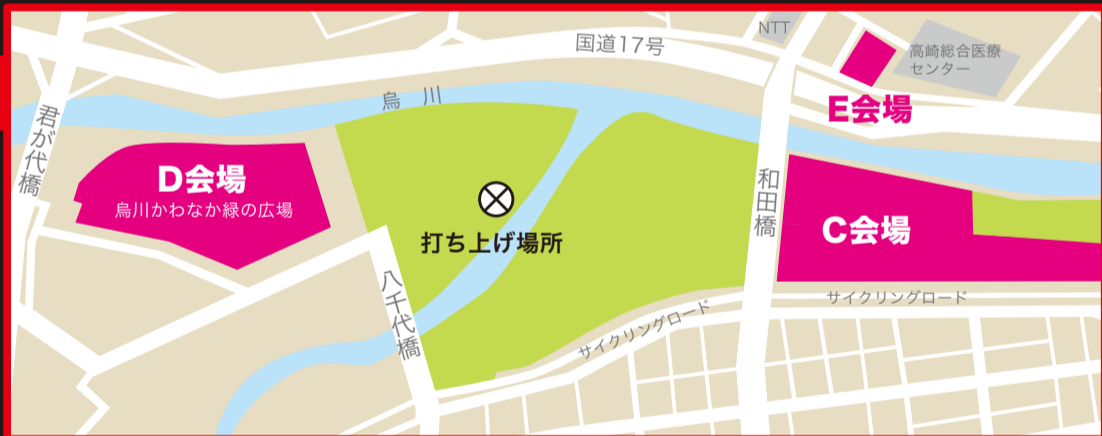 NTT
国道17号
高崎総合医療
センター
烏 川
E会場
君が代橋
D会場
烏川かわなか緑の広場
和田橋
C会場
打ち上げ場所
八千代橋
サイクリングロード
サイクリングロード